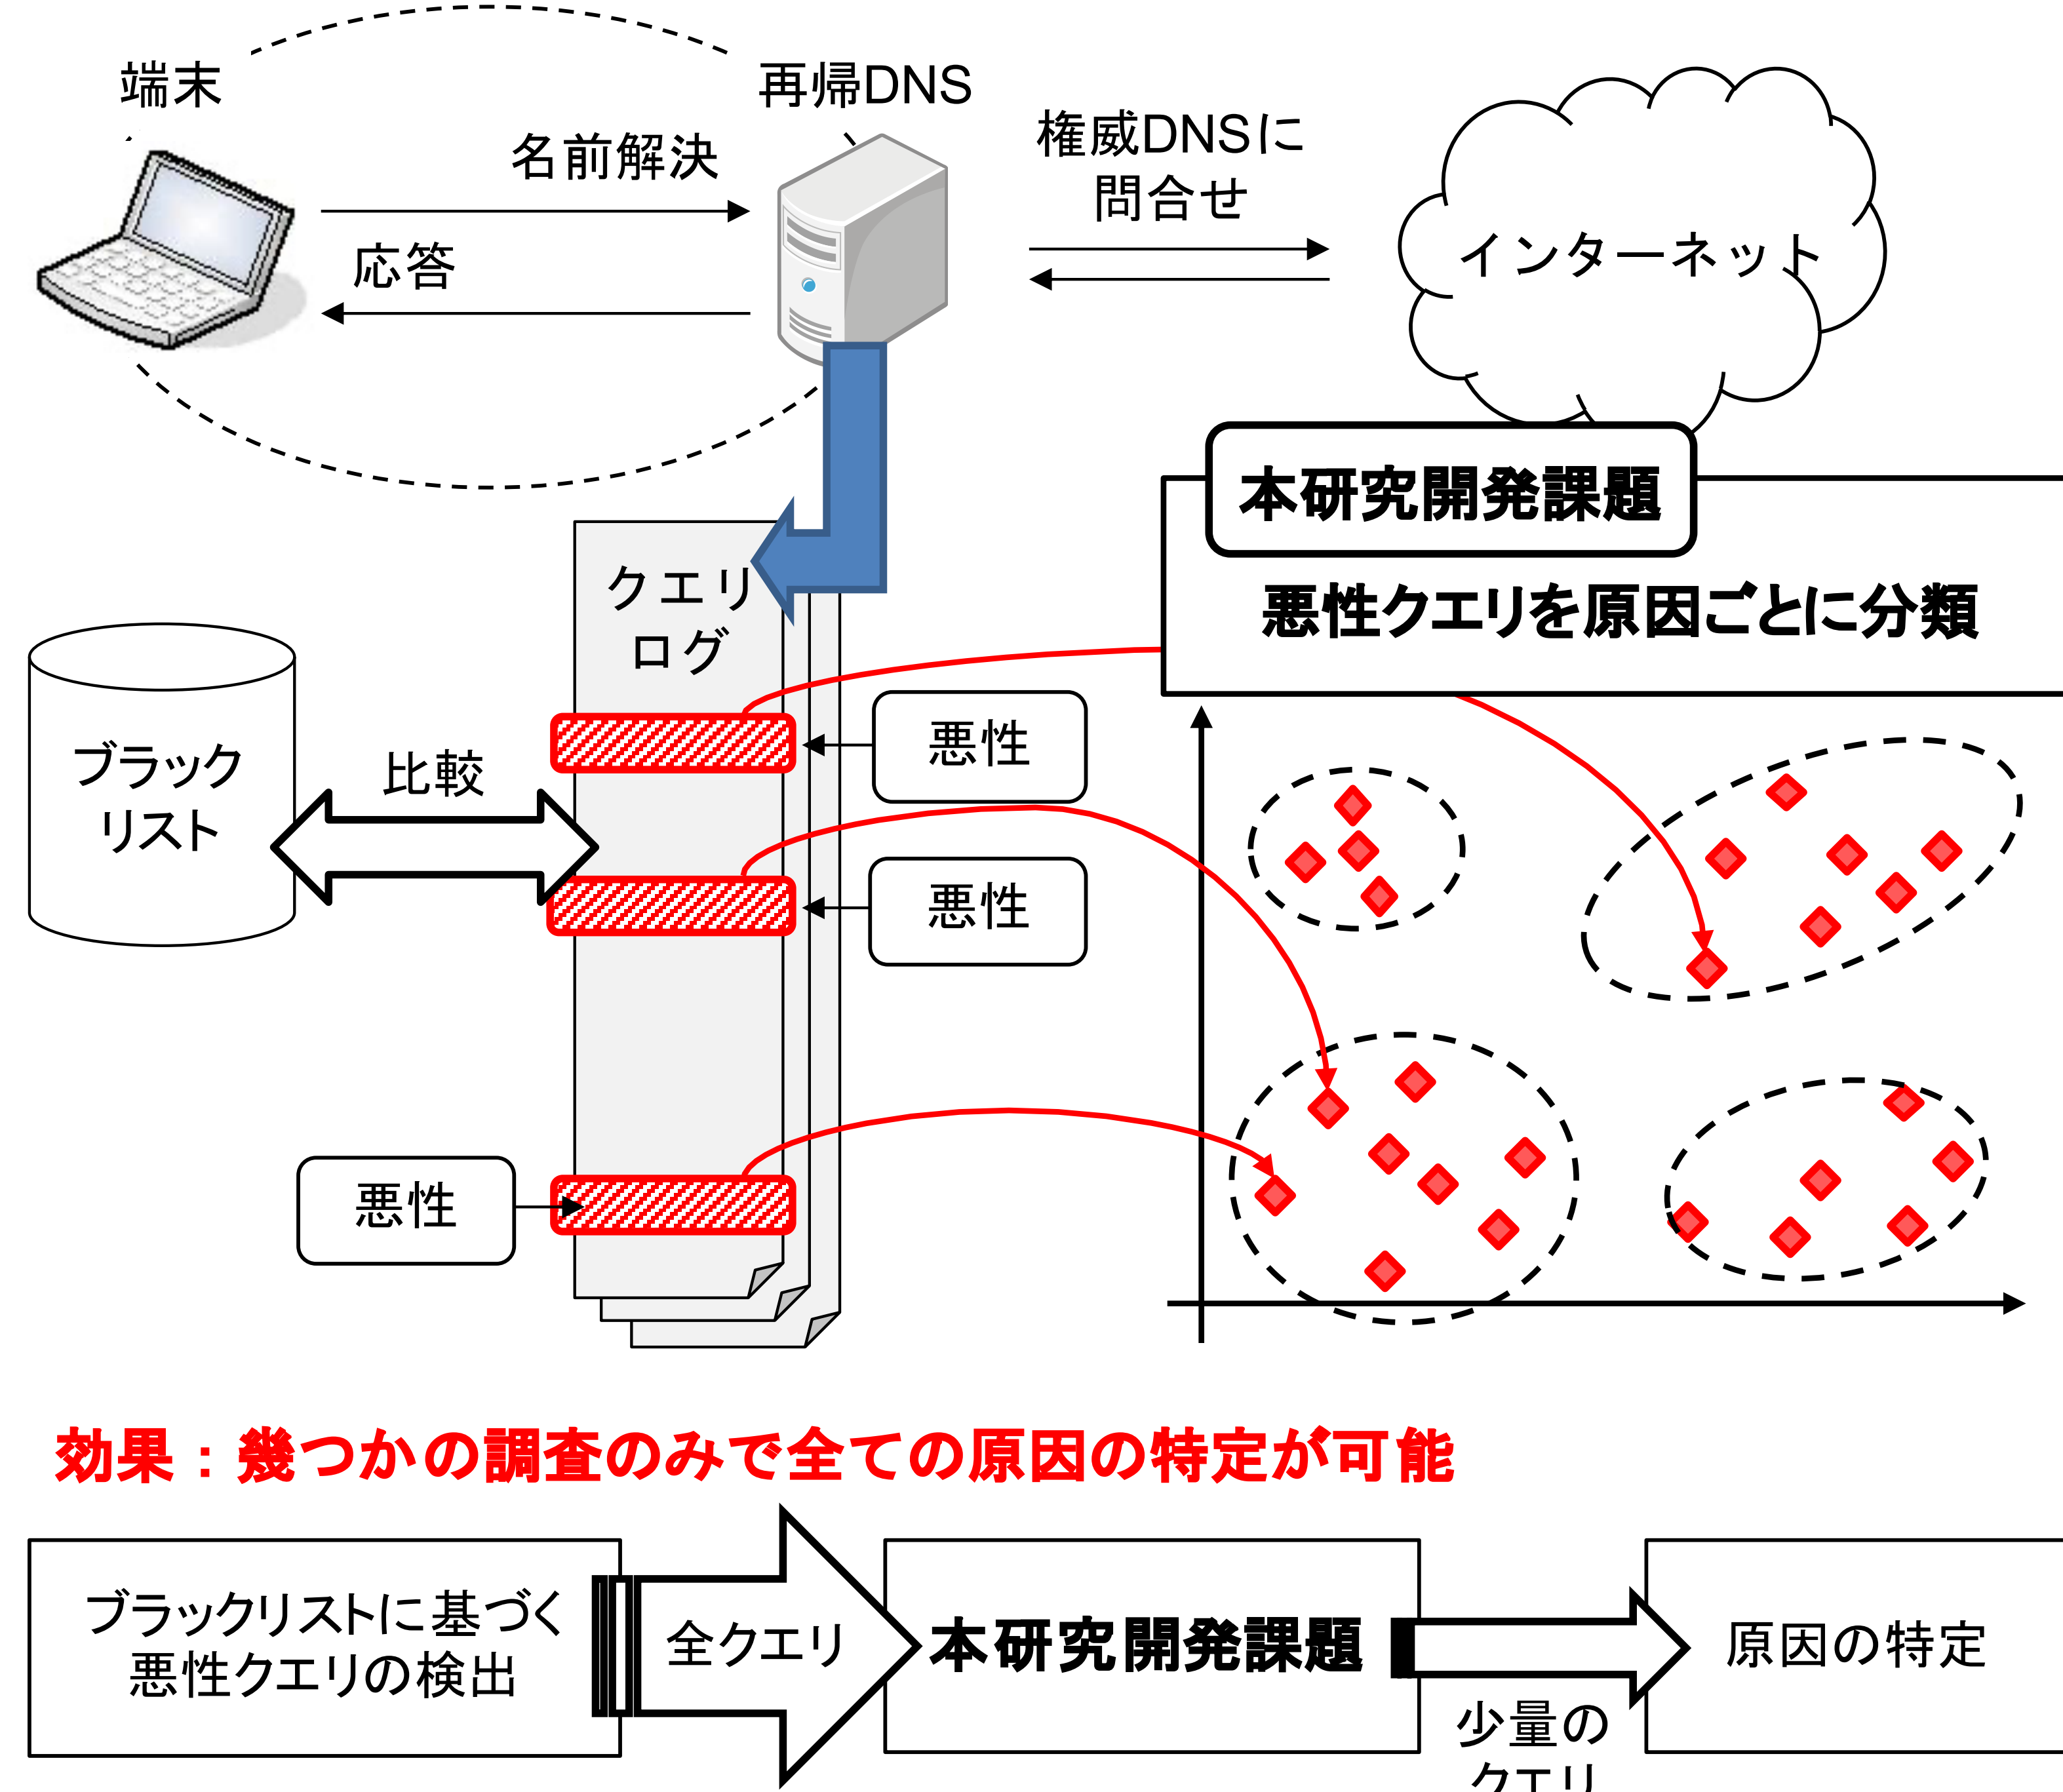 端末
再帰DNS
名前解決
応答
権威DNSに
問合せ
インターネット
本研究開発課題
悪性クエリを原因ごとに分類
クエリ
ログ
ブラック
リスト
比較
悪性
悪性
悪性
効果：幾つかの調査のみで全ての原因の特定が可能
ブラックリストに基づく
悪性クエリの検出
全クエリ
本研究開発課題
少量の
クエリ
原因の特定